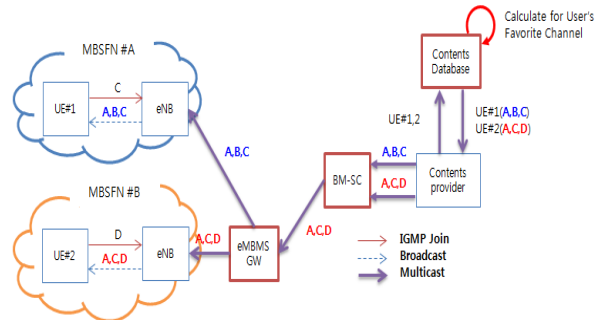 Calculate for User's
Favorite Channel
MBSFN #A
Contents
Database
C
UE#1
eNB
A,B,C
UE#1,2
UE#1(A,B,C)
UE#2(A,C,D)
A,B,C
A,B,C
BM-SC
Contents
provider
A,C,D
MBSFN #B
D
A,C,D
UE#2
eNB
A,C,D
A,C,D
eMBMS
GW
IGMP Join
Broadcast
Multicast